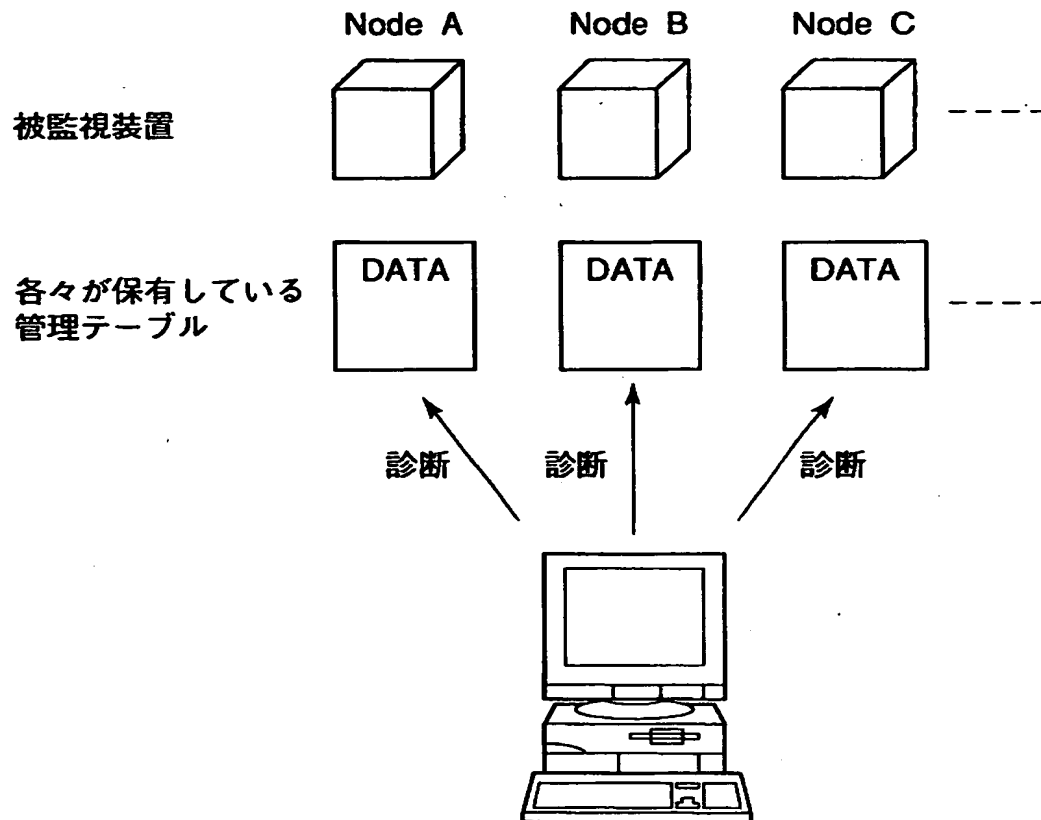 Node A
Node B
Node C
被監視装置
DATA
DATA
DATA
各々が保有している
管理テーブル
診断
診断
診断